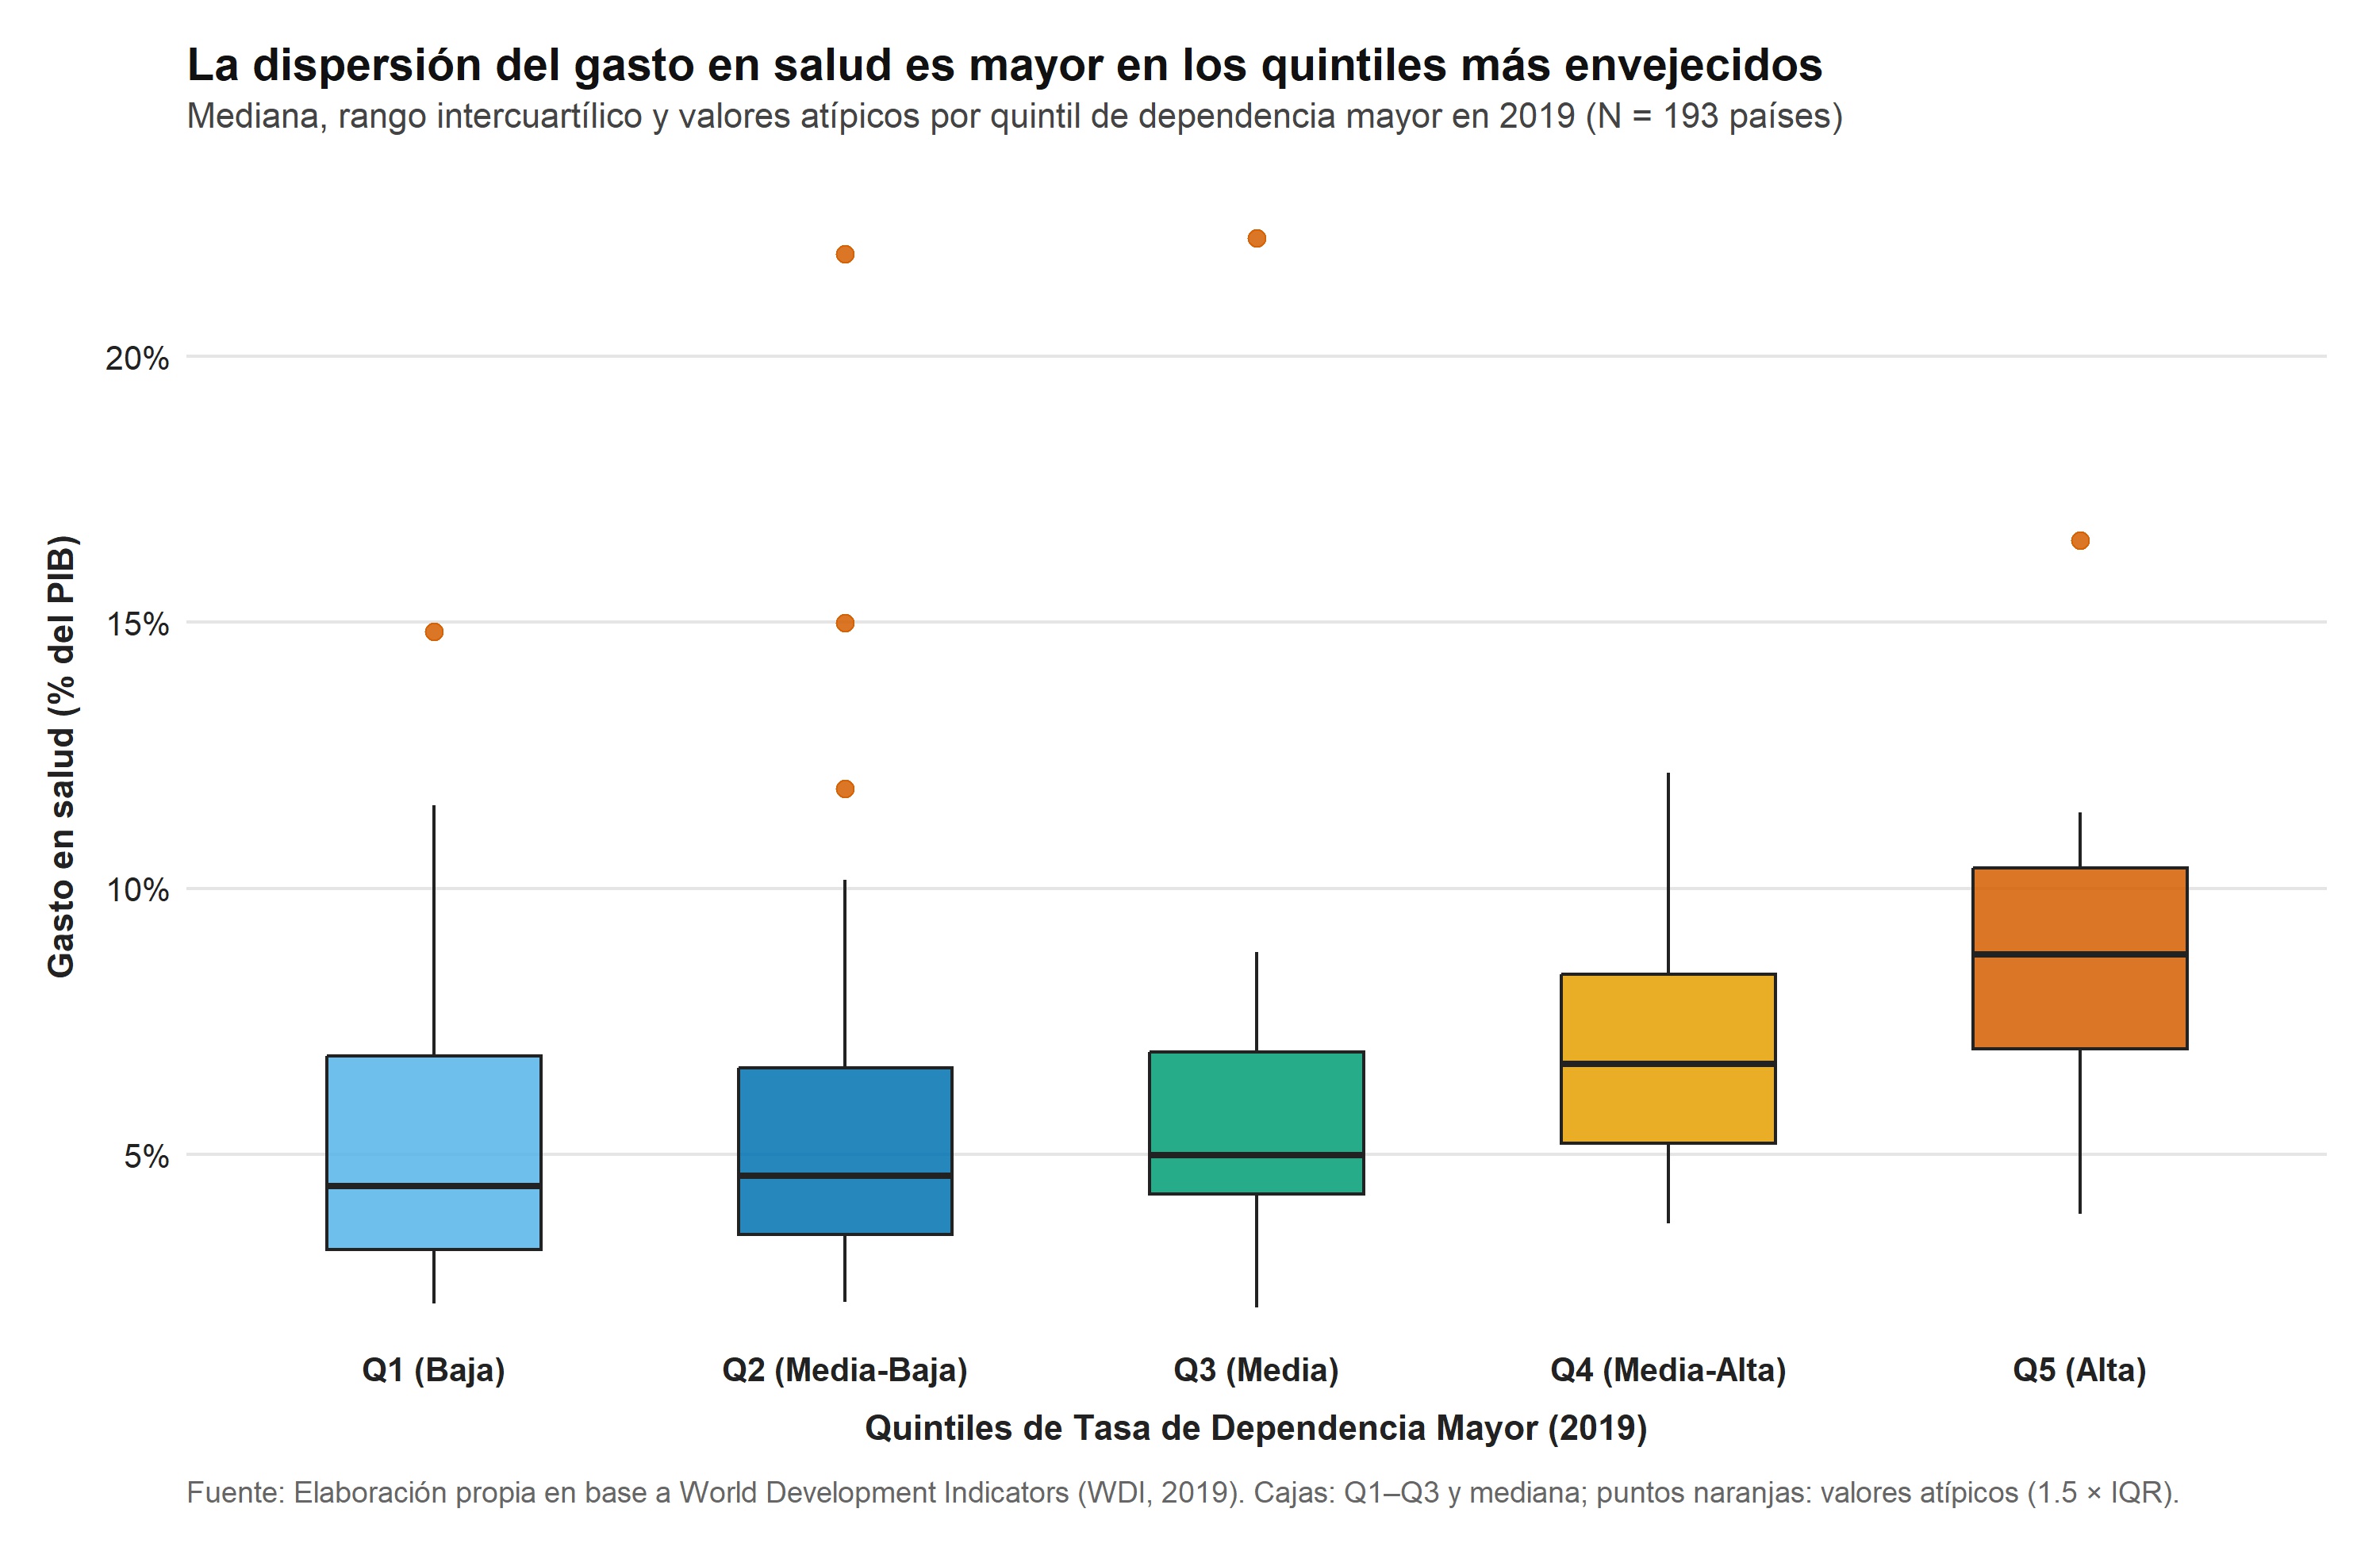 La dispersión del gasto en salud es mayor en los quintiles más envejecidos
Mediana, rango intercuartílico y valores atípicos por quintil de dependencia mayor en 2019 (N = 193 países)
Gasto en salud (% del PIB)
20%
15%
10%
5%
Q1 (Baja)
Q2 (Media-Baja)
Q3 (Media)
Q4 (Media-Alta)
Q5 (Alta)
Quintiles de Tasa de Dependencia Mayor (2019)
Fuente: Elaboración propia en base a World Development Indicators (WDI, 2019). Cajas: Q1–Q3 y mediana; puntos naranjas: valores atípicos (1.5 × IQR).